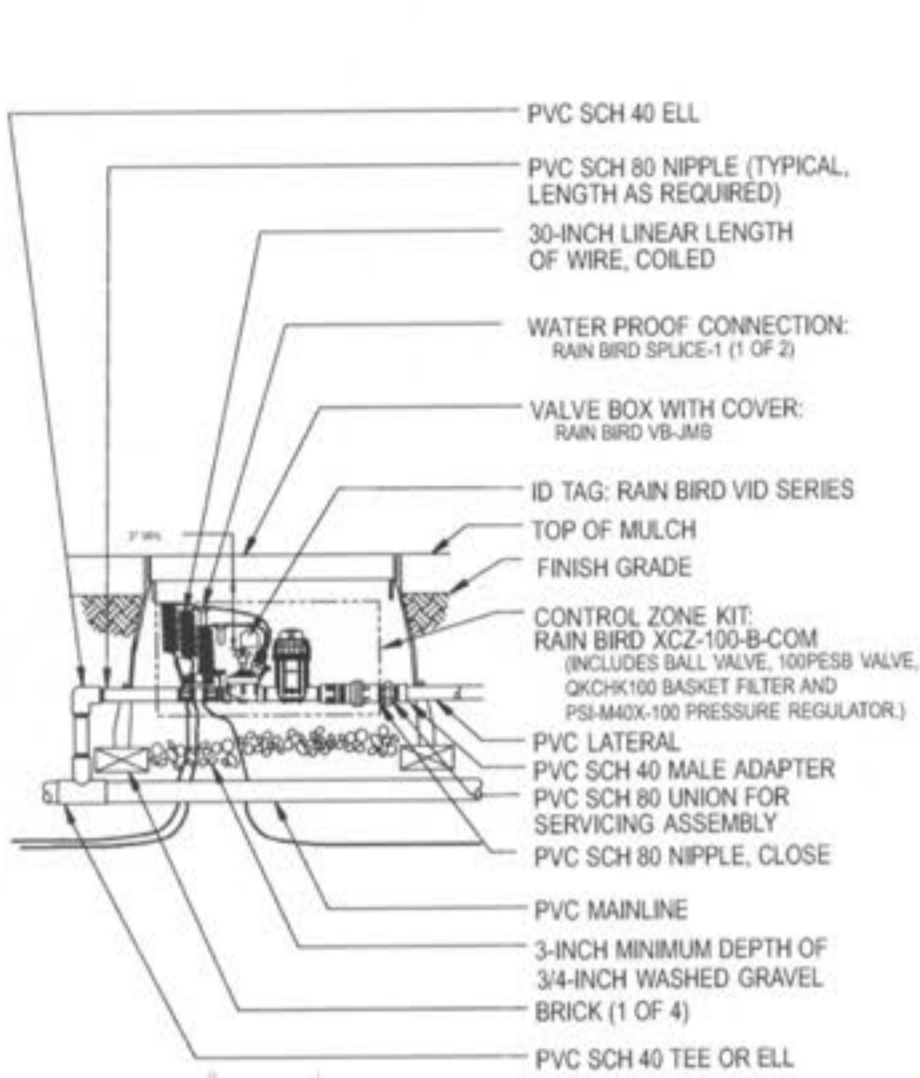 PVC SCH 40 ELL
PVC SCH 80 NIPPLE (TYPICAL,
LENGTH AS REQUIRED)
30-INCH LINEAR LENGTH
OF WIRE, COILED
WATER PROOF CONNECTION:
RAIN BIRD SPLICE-1 (1 OF 2)
VALVE BOX WITH COVER:
RAIN BIRD VB-JMB
ID TAG: RAIN BIRD VID SERIES
TOP OF MULCH
FINISH GRADE
CONTROL ZONE KIT:
RAIN BIRD XCZ-100-B-COM
(INCLUDES BALL VALVE, 100PESB VALVE,
QKCHK100 BASKET FILTER AND
PSI-M40X-100 PRESSURE REGULATOR.)
PVC LATERAL
PVC SCH 40 MALE ADAPTER
PVC SCH 80 UNION FOR
SERVICING ASSEMBLY
PVC SCH 80 NIPPLE, CLOSE
PVC MAINLINE
3-INCH MINIMUM DEPTH OF
3/4-INCH WASHED GRAVEL
BRICK (1 OF 4)
PVC SCH 40 TEE OR ELL